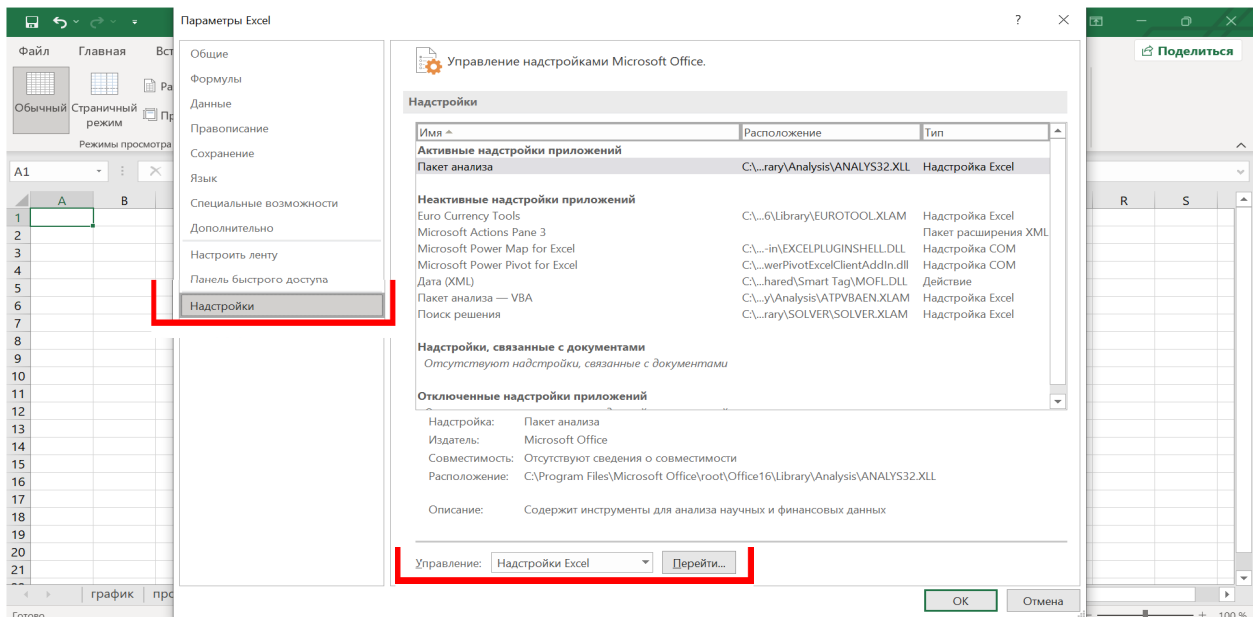 Параметры Excel
?
Файл Главная Вст
Поделиться
Обычный Страничный режим
Ра
Пр
Режимы просмотра
A1
A B R S
1
2
3
4
5
6
7
8
9
10
11
12
13
14
15
16
17
18
19
20
21
график про
Готово
100 %
Общие
Формулы
Данные
Правописание
Сохранение
Язык
Специальные возможности
Дополнительно
Настроить ленту
Панель быстрого доступа
Надстройки
Управление надстройками Microsoft Office.
Надстройки
Имя Расположение Тип
Активные надстройки приложений
Пакет анализа C:\...rary\Analysis\ANALYS32.XLL Надстройка Excel
Неактивные надстройки приложений
Euro Currency Tools C:\...6\Library\EUROTOOL.XLAM Надстройка Excel
Microsoft Actions Pane 3 Пакет расширения XML
Microsoft Power Map for Excel C:\...-in\EXCELPLUGINSHELL.DLL Надстройка COM
Microsoft Power Pivot for Excel C:\...werPivotExcelClientAddIn.dll Надстройка COM
Дата (XML) C:\...hared\Smart Tag\MOFL.DLL Действие
Пакет анализа — VBA C:\...y\Analysis\ATPVBAEN.XLAM Надстройка Excel
Поиск решения C:\...rary\SOLVER\SOLVER.XLAM Надстройка Excel
Надстройки, связанные с документами
Отсутствуют надстройки, связанные с документами
Отключенные надстройки приложений
Надстройка: Пакет анализа
Издатель: Microsoft Office
Совместимость: Отсутствуют сведения о совместимости
Расположение: C:\Program Files\Microsoft Office\root\Office16\Library\Analysis\ANALYS32.XLL
Описание: Содержит инструменты для анализа научных и финансовых данных
Управление: Надстройки Excel Перейти...
ОК Отмена